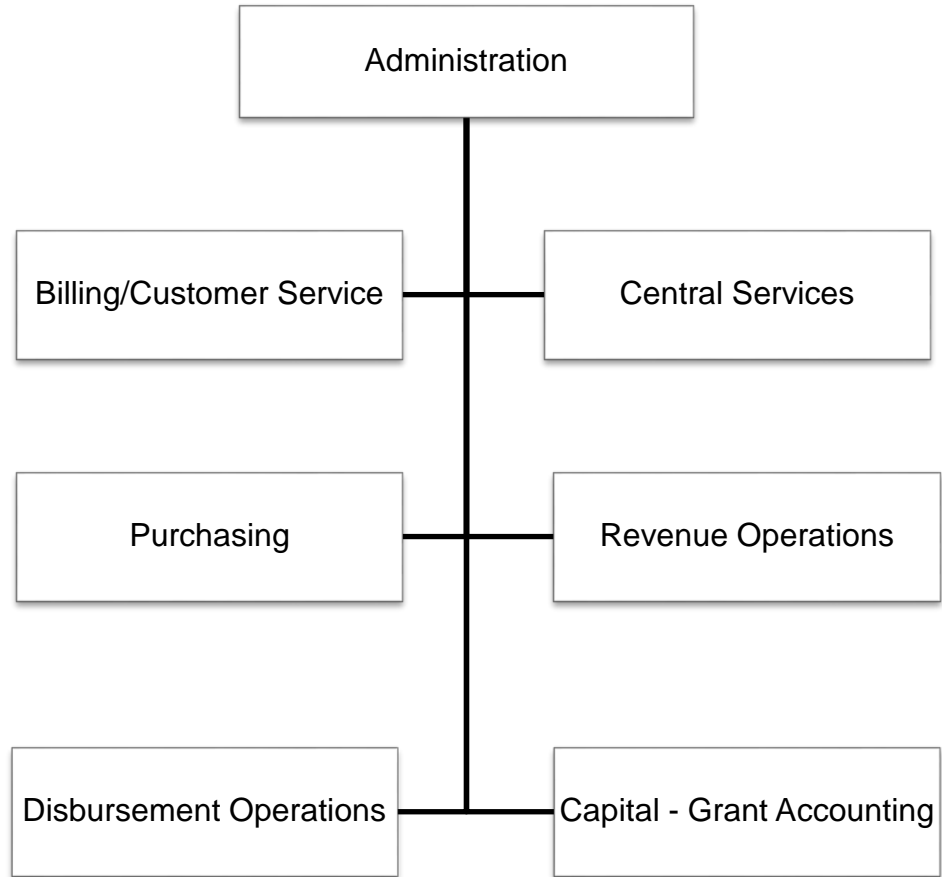 Administration
Billing/Customer Service
Central Services
Purchasing
Revenue Operations
Disbursement Operations
Capital - Grant Accounting